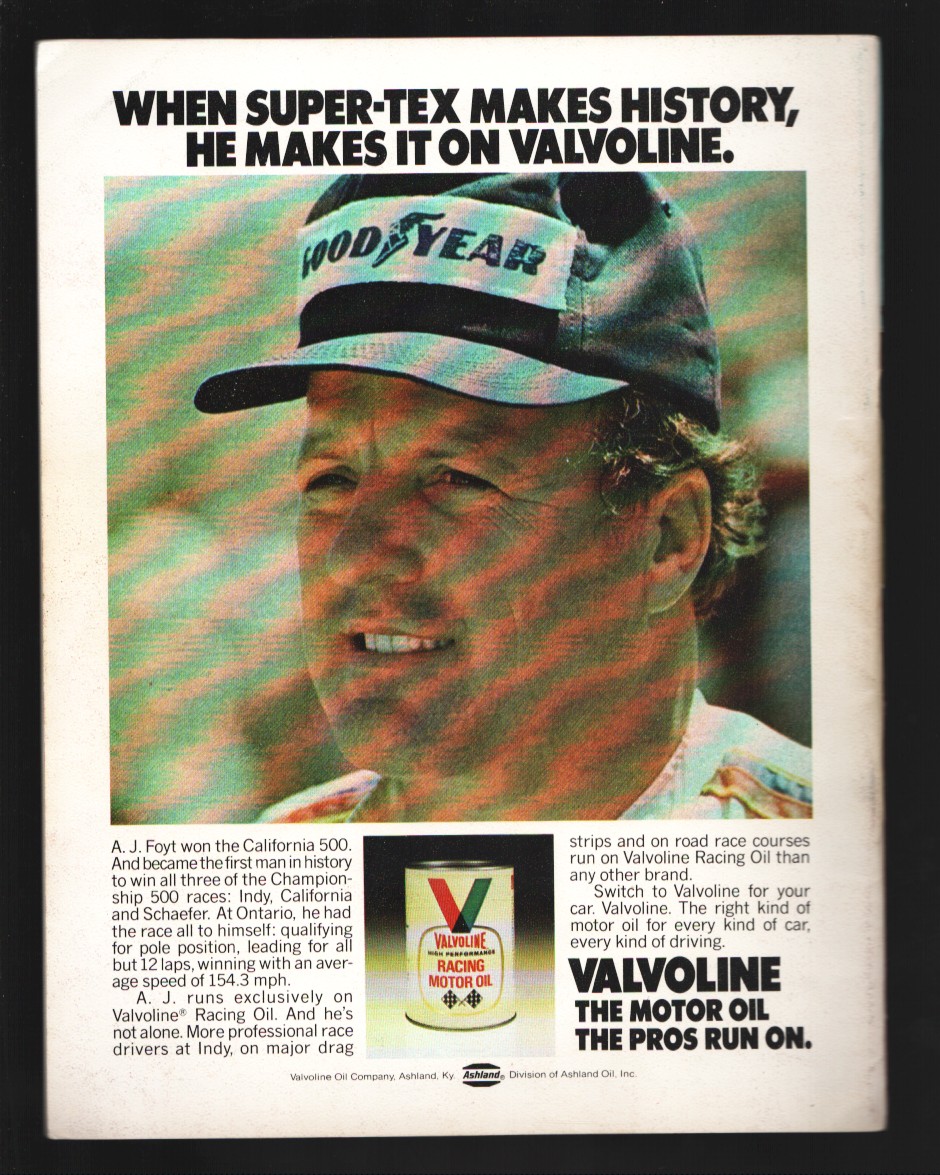 WHEN SUPER-TEX MAKES HISTORY,
HE MAKES IT ON VALVOLINE.
GOODYEAR
A. J. Foyt won the California 500.
And became the first man in history
to win all three of the Champion-
ship 500 races: Indy, California
and Schaefer. At Ontario, he had
the race all to himself: qualifying
for pole position, leading for all
but 12 laps, winning with an aver-
age speed of 154.3 mph.
A. J. runs exclusively on
Valvoline® Racing Oil. And he's
not alone. More professional race
drivers at Indy, on major drag
VALVOLINE
HIGH PERFORMANCE
RACING
MOTOR OIL
strips and on road race courses
run on Valvoline Racing Oil than
any other brand.
Switch to Valvoline for your
car. Valvoline. The right kind of
motor oil for every kind of car,
every kind of driving.
VALVOLINE
THE MOTOR OIL
THE PROS RUN ON.
Valvoline Oil Company, Ashland, Ky. Ashland® Division of Ashland Oil, Inc.